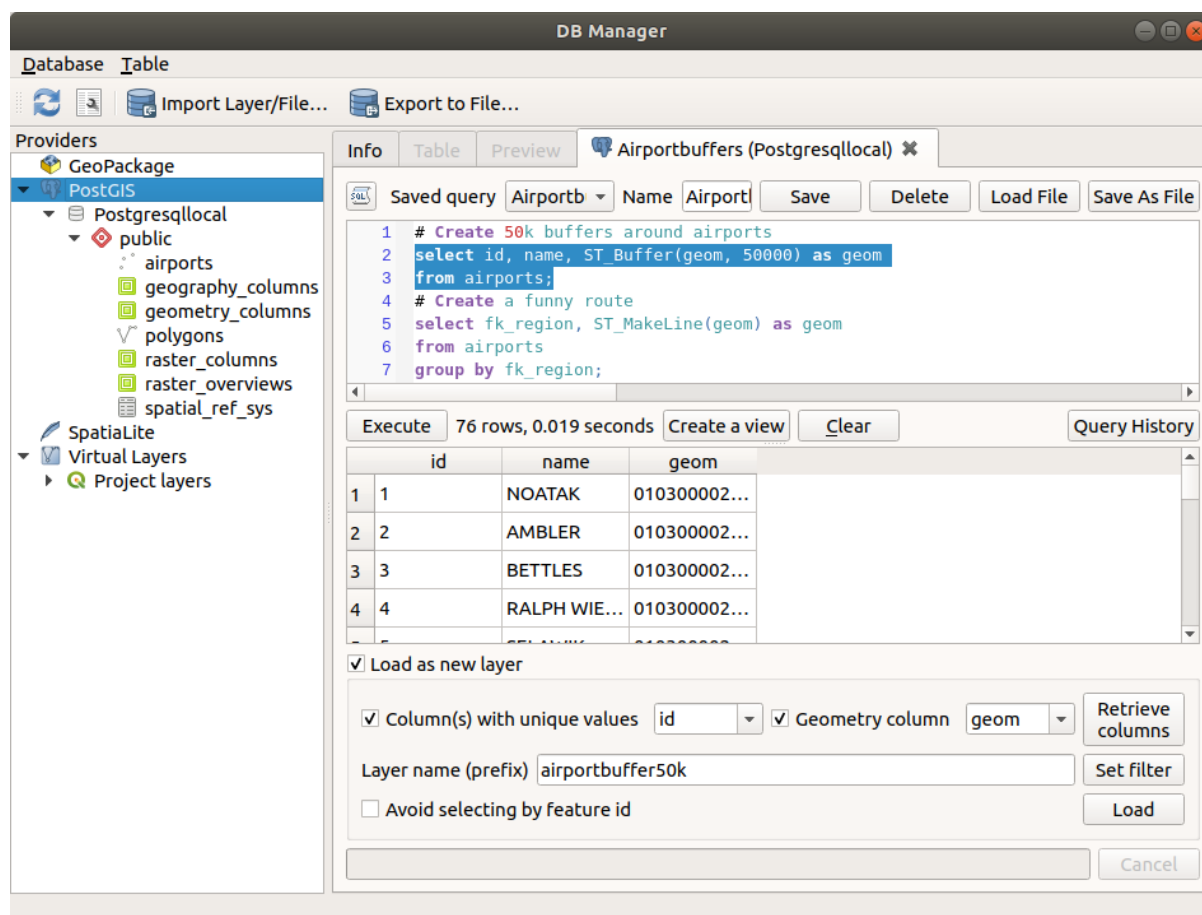 DB Manager
Database Table
Import Layer/File... Export to File...
Providers
GeoPackage
PostGIS
Postgresqllocal
public
airports
geography_columns
geometry_columns
polygons
raster_columns
raster_overviews
spatial_ref_sys
SpatiaLite
Virtual Layers
Project layers
Info Table Preview Airportbuffers (Postgresqllocal)
SQL Saved query Airportb Name Airport Save Delete Load File Save As File
1 # Create 50k buffers around airports
2 select id, name, ST_Buffer(geom, 50000) as geom
3 from airports;
4 # Create a funny route
5 select fk_region, ST_MakeLine(geom) as geom
6 from airports
7 group by fk_region;
Execute 76 rows, 0.019 seconds Create a view Clear Query History
id name geom
1 1 NOATAK 010300002...
2 2 AMBLER 010300002...
3 3 BETTLES 010300002...
4 4 RALPH WIE... 010300002...
Load as new layer
Column(s) with unique values id Geometry column geom Retrieve columns
Layer name (prefix) airportbuffer50k Set filter
Avoid selecting by feature id Load
Cancel